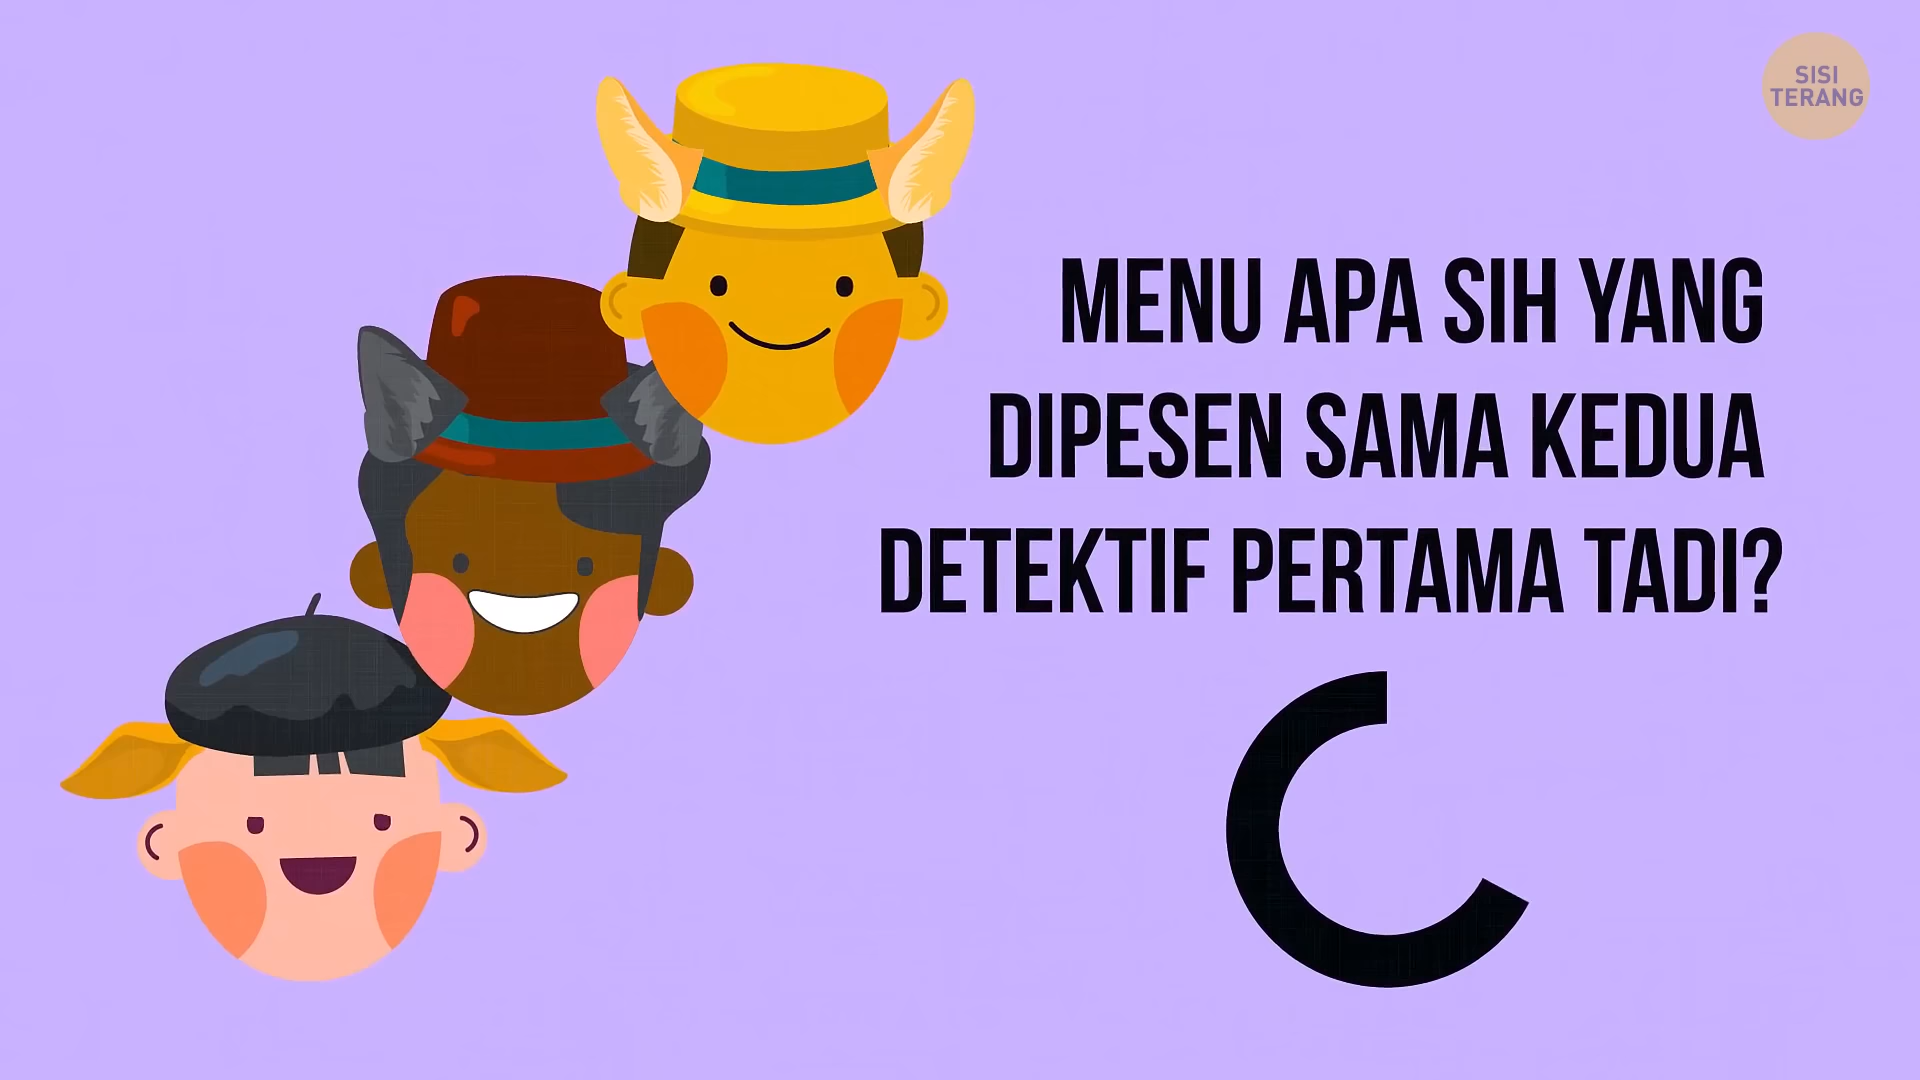 SISI
TERANG
MENU APA SIH YANG
DIPESEN SAMA KEDUA
DETEKTIF PERTAMA TADI?